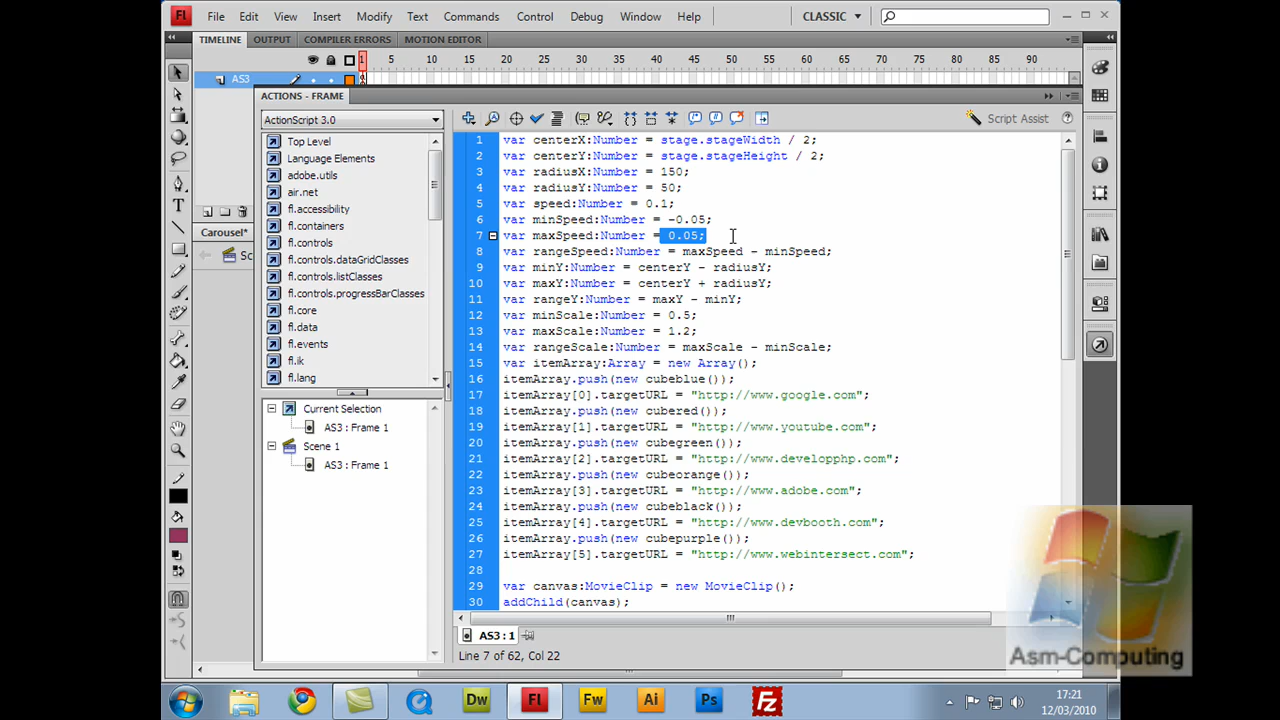 Fl File Edit View Insert Modify Text Commands Control Debug Window Help CLASSIC
TIMELINE OUTPUT COMPILER ERRORS MOTION EDITOR
1 5 10 15 20 25 30 35 40 45 50 55 60 65 70 75 80 85 90
AS3
ACTIONS - FRAME
ActionScript 3.0
Script Assist
Top Level
Language Elements
adobe.utils
air.net
fl.accessibility
fl.containers
fl.controls
fl.controls.dataGridClasses
fl.controls.listClasses
fl.controls.progressBarClasses
fl.core
fl.data
fl.events
fl.ik
fl.lang
Carousel*
Sc
Current Selection
AS3 : Frame 1
Scene 1
AS3 : Frame 1
1 var centerX:Number = stage.stageWidth / 2;
2 var centerY:Number = stage.stageHeight / 2;
3 var radiusX:Number = 150;
4 var radiusY:Number = 50;
5 var speed:Number = 0.1;
6 var minSpeed:Number = -0.05;
7 var maxSpeed:Number = 0.05;
8 var rangeSpeed:Number = maxSpeed - minSpeed;
9 var minY:Number = centerY - radiusY;
10 var maxY:Number = centerY + radiusY;
11 var rangeY:Number = maxY - minY;
12 var minScale:Number = 0.5;
13 var maxScale:Number = 1.2;
14 var rangeScale:Number = maxScale - minScale;
15 var itemArray:Array = new Array();
16 itemArray.push(new cubeblue());
17 itemArray[0].targetURL = "http://www.google.com";
18 itemArray.push(new cubered());
19 itemArray[1].targetURL = "http://www.youtube.com";
20 itemArray.push(new cubegreen());
21 itemArray[2].targetURL = "http://www.developphp.com";
22 itemArray.push(new cubeorange());
23 itemArray[3].targetURL = "http://www.adobe.com";
24 itemArray.push(new cubeblack());
25 itemArray[4].targetURL = "http://www.devbooth.com";
26 itemArray.push(new cubepurple());
27 itemArray[5].targetURL = "http://www.webintersect.com";
28
29 var canvas:MovieClip = new MovieClip();
30 addChild(canvas);
AS3 : 1
Line 7 of 62, Col 22
Asm-Computing
Dw Fl Fw Ai Ps Fz
17:21
12/03/2010